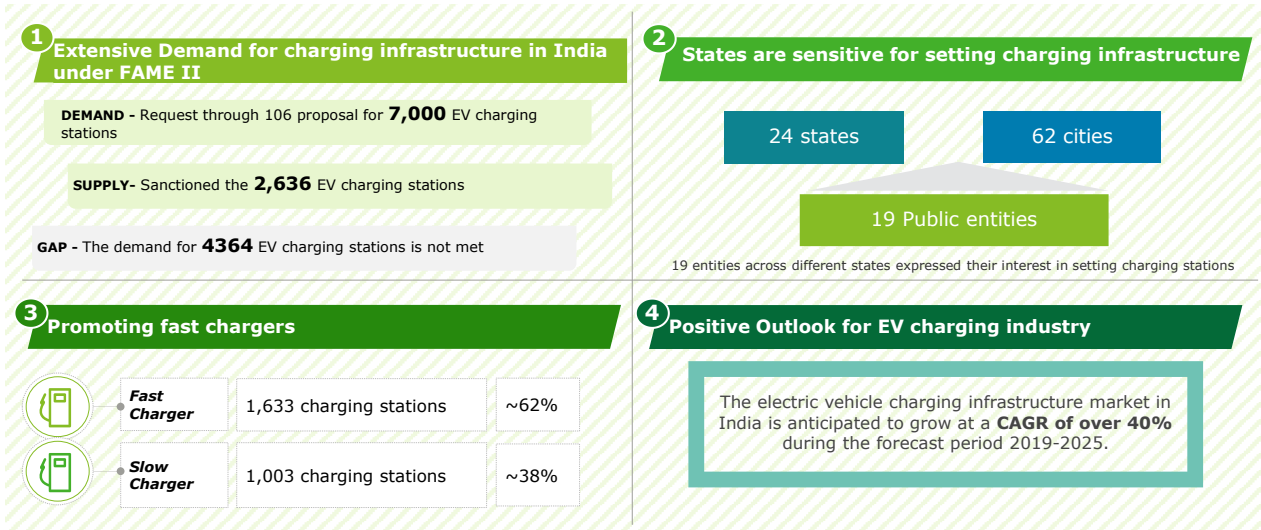 1
Extensive Demand for charging infrastructure in India
under FAME II
DEMAND - Request through 106 proposal for 7,000 EV charging
stations
SUPPLY- Sanctioned the 2,636 EV charging stations
GAP - The demand for 4364 EV charging stations is not met
2
States are sensitive for setting charging infrastructure
24 states
62 cities
19 Public entities
19 entities across different states expressed their interest in setting charging stations
3
Promoting fast chargers
Fast
Charger
1,633 charging stations
~62%
Slow
Charger
1,003 charging stations
~38%
4
Positive Outlook for EV charging industry
The electric vehicle charging infrastructure market in
India is anticipated to grow at a CAGR of over 40%
during the forecast period 2019-2025.